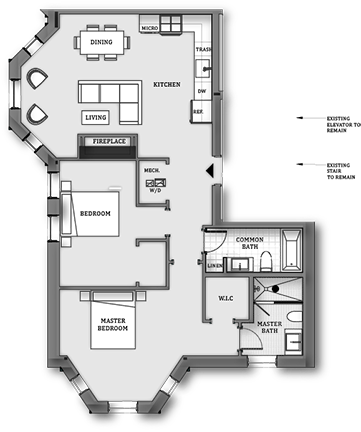 MICRO
DINING
TRASH
KITCHEN
DW
LIVING
REF.
EXISTING
ELEVATOR TO
REMAIN
FIREPLACE
MECH.
W/D
EXISTING
STAIR
TO REMAIN
BEDROOM
COMMON
BATH
LINEN
W.I.C
MASTER
BEDROOM
MASTER
BATH